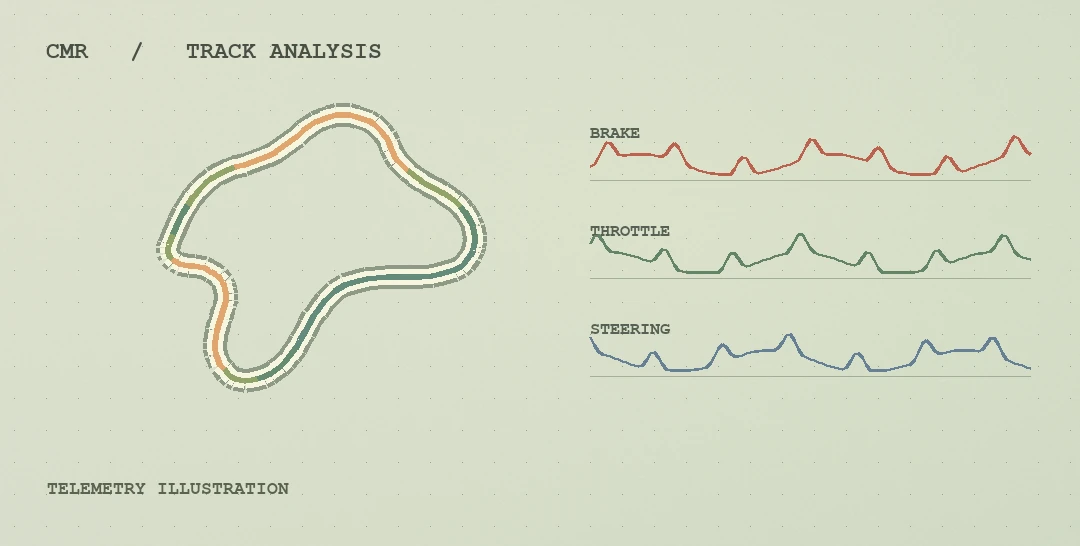 CMR / TRACK ANALYSIS
BRAKE
THROTTLE
STEERING
TELEMETRY ILLUSTRATION